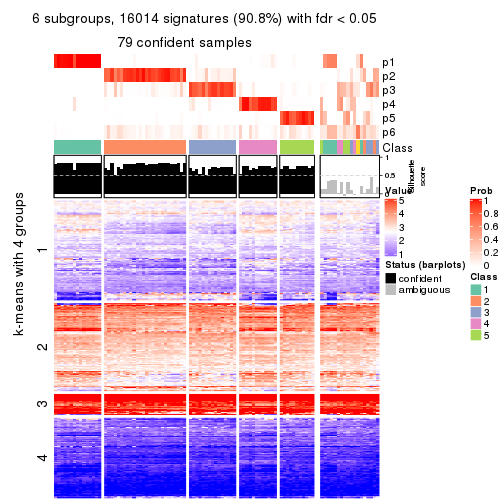 6 subgroups, 16014 signatures (90.8%) with fdr < 0.05
79 confident samples
p1
p2
p3
p4
p5
p6
Class
1
0.5
0
Silhouette
score
k-means with 4 groups
1
2
3
4
Value
5
4
3
2
1
Status (barplots)
confident
ambiguous
Prob
1
0.8
0.6
0.4
0.2
0
Class
1
2
3
4
5